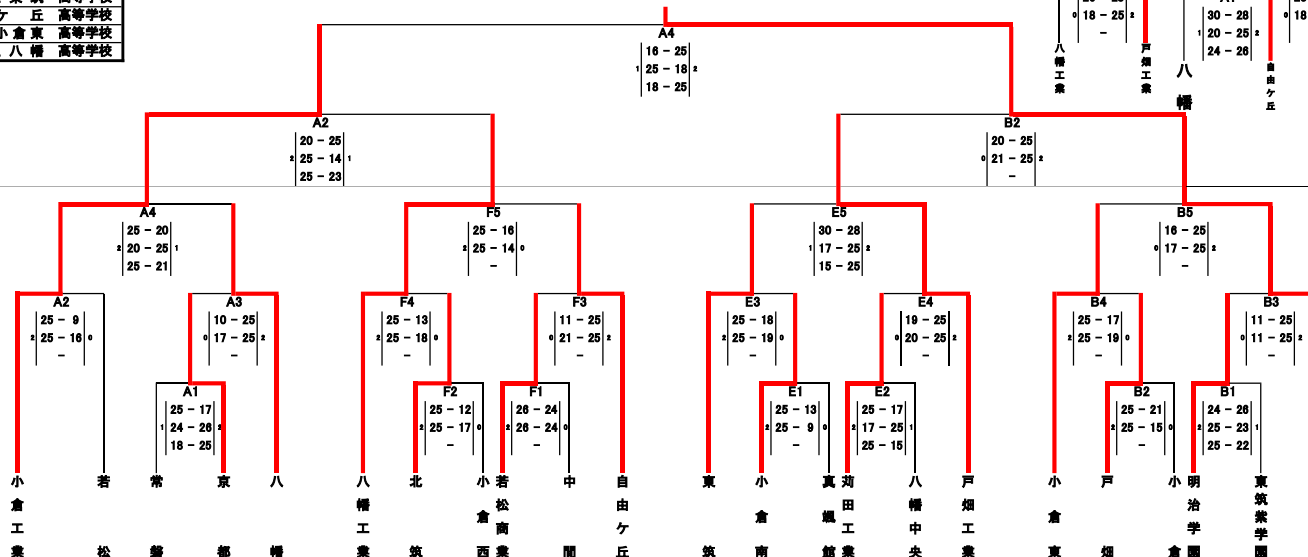 ケ 丘 高等学校
小 倉 東 高等学校
八 幡 高等学校
18 - 25
0 2
-
八幡工業
戸畑工業
30 - 28
1 20 - 25 2
24 - 26
八幡
自由ケ丘
0 18
A4
16 - 25
1 25 - 18 2
18 - 25
A2
20 - 25
2 25 - 14 1
25 - 23
B2
20 - 25
0 21 - 25 2
-
A4
25 - 20
2 20 - 25 1
25 - 21
F5
25 - 16
2 25 - 14 0
-
E5
30 - 28
1 17 - 25 2
15 - 25
B5
16 - 25
0 17 - 25 2
-
A2
25 - 9
2 25 - 16 0
-
A3
10 - 25
0 17 - 25 2
-
F4
25 - 13
2 25 - 18 0
-
F3
11 - 25
0 21 - 25 2
-
E3
25 - 18
2 25 - 19 0
-
E4
19 - 25
0 20 - 25 2
-
B4
25 - 17
2 25 - 19 0
-
B3
11 - 25
0 11 - 25 2
-
A1
25 - 17
1 24 - 26 2
18 - 25
F2
25 - 12
2 25 - 17 0
-
F1
26 - 24
2 26 - 24 0
-
E1
25 - 13
2 25 - 9 0
-
E2
25 - 17
2 17 - 25 1
25 - 15
B2
25 - 21
2 25 - 15 0
-
B1
24 - 26
2 25 - 23 1
25 - 22
小倉工業
若松
常磐
京都
八幡
八幡工業
北筑
小倉西
若松商業
中間
自由ケ丘
東筑
小倉南
真颯館
苅田工業
八幡中央
戸畑工業
小倉東
戸畑
小倉
明治学園
東筑紫学園